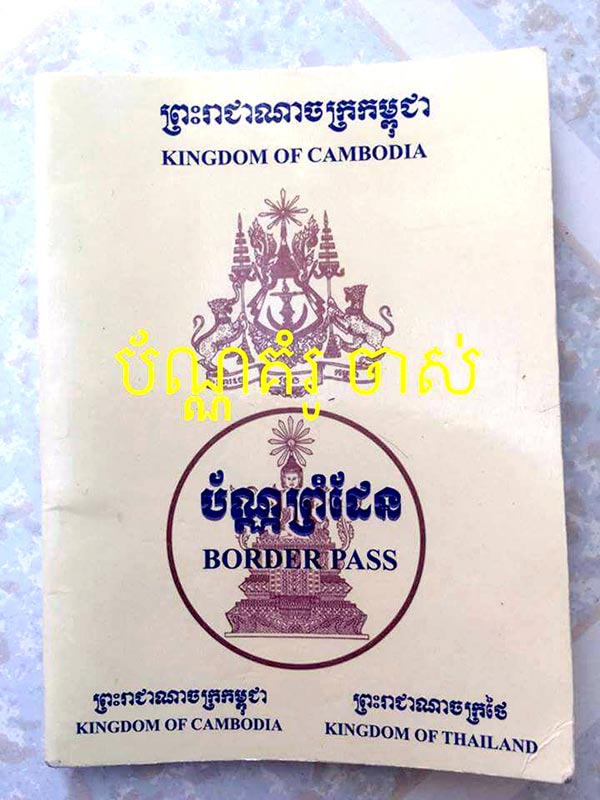 ព្រះរាជាណាចក្រកម្ពុជា
KINGDOM OF CAMBODIA
ប័ណ្ណគំរូ ចាស់
ប័ណ្ណព្រំដែន
BORDER PASS
ព្រះរាជាណាចក្រកម្ពុជា
KINGDOM OF CAMBODIA
ព្រះរាជាណាចក្រថៃ
KINGDOM OF THAILAND